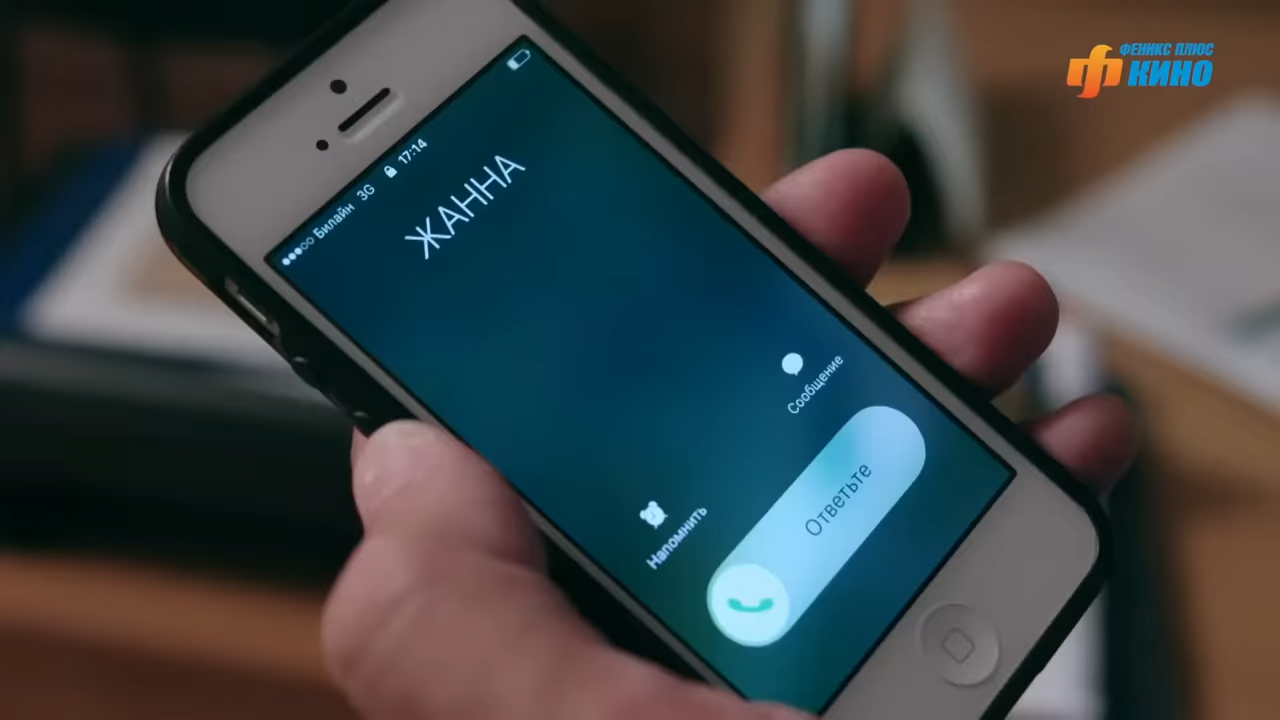 ФЕНИКС ПЛЮС
КИНО
Билайн 3G 17:14
ЖАННА
Сообщение
Напомнить
Ответьте